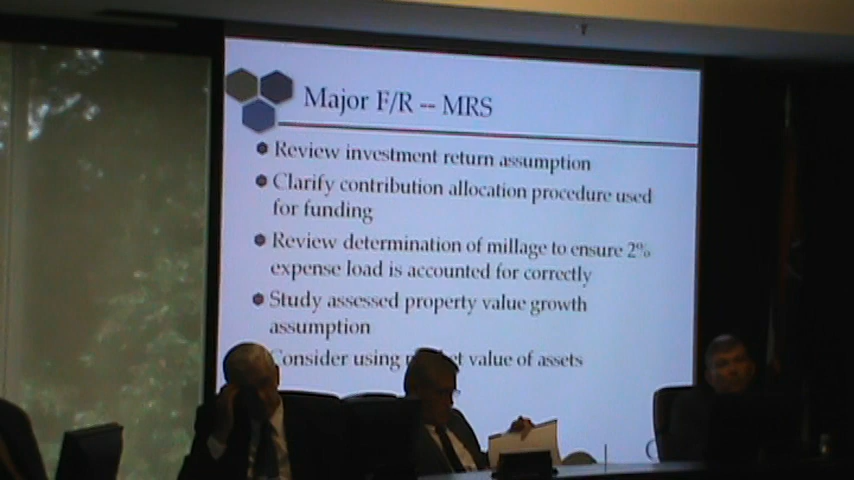 Major F/R -- MRS
Review investment return assumption
Clarify contribution allocation procedure used
for funding
Review determination of millage to ensure 2%
expense load is accounted for correctly
Study assessed property value growth
assumption
Consider using market value of assets